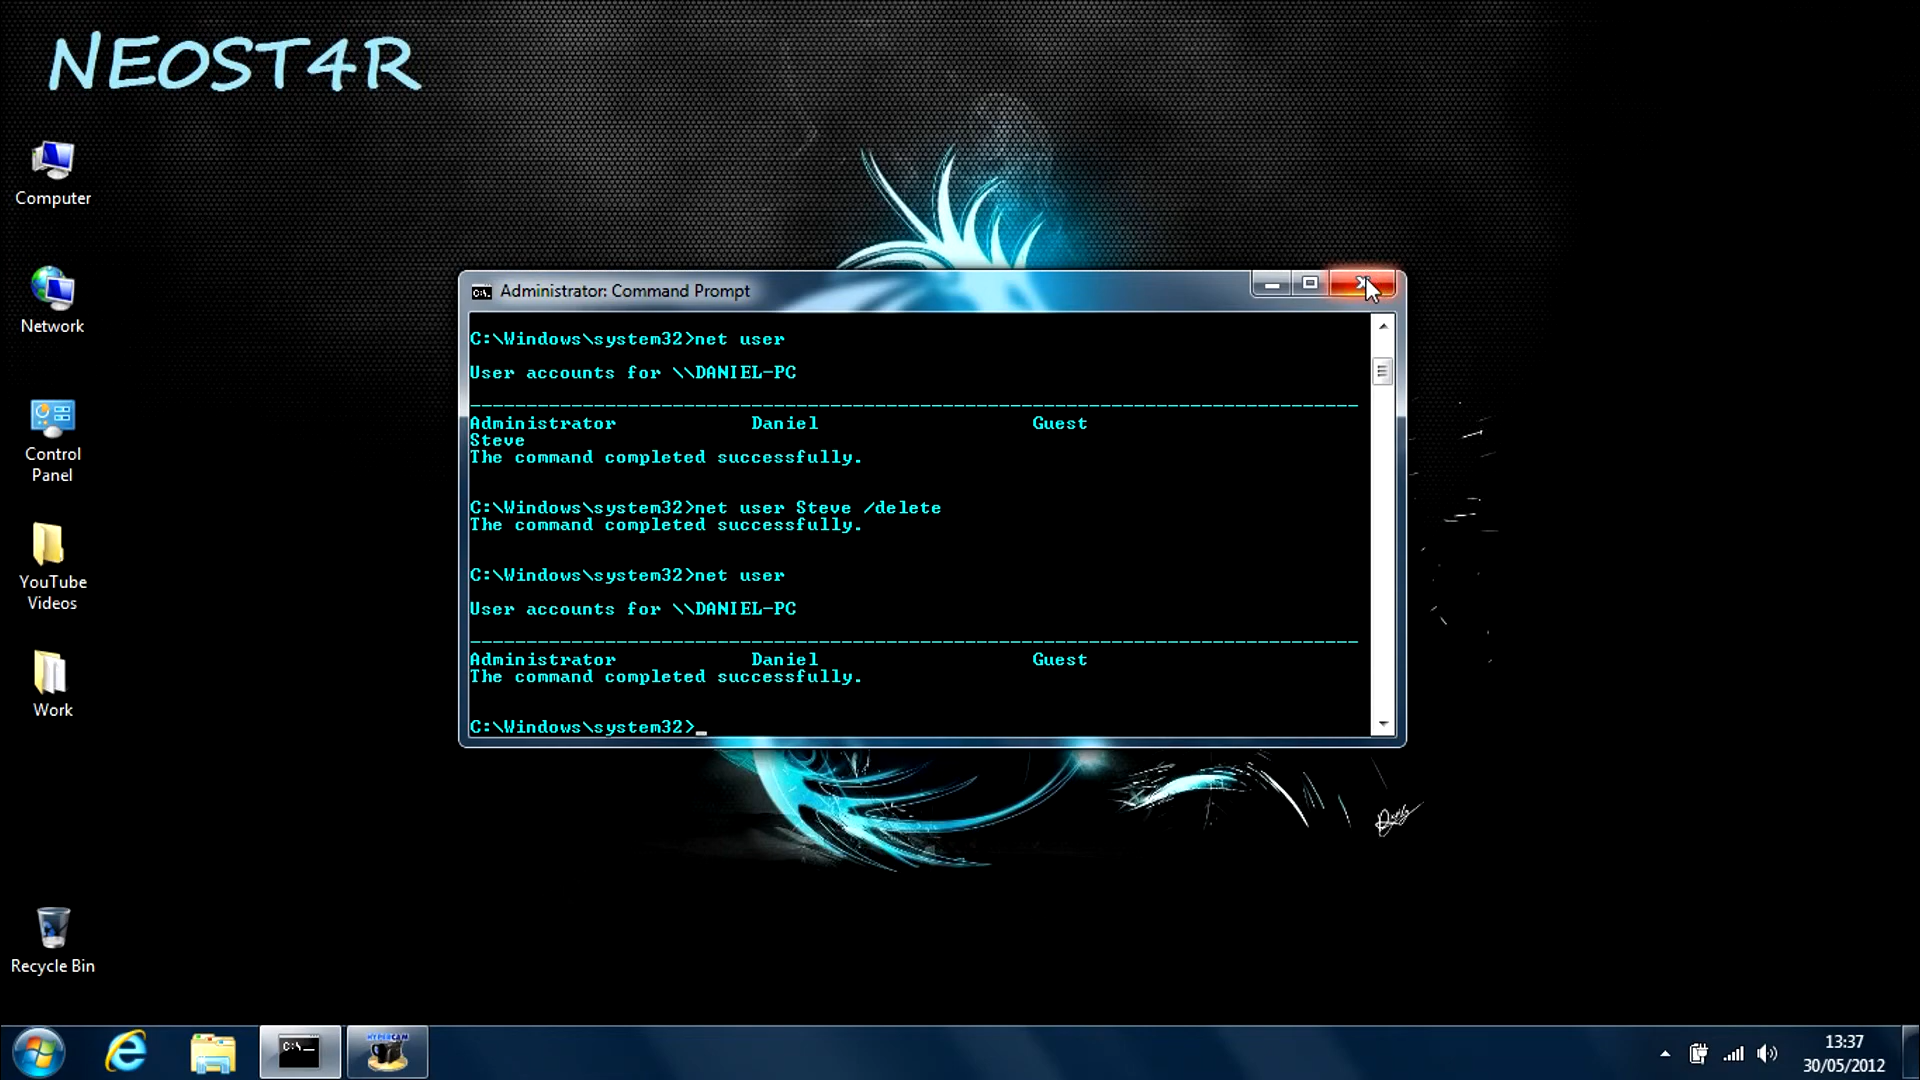 NEOST4R
Computer
Network
Control
Panel
YouTube
Videos
Work
Recycle Bin
Administrator: Command Prompt
C:\Windows\system32>net user
User accounts for \\DANIEL-PC
-------------------------------------------------------------------------------
Administrator Daniel Guest
Steve
The command completed successfully.
C:\Windows\system32>net user Steve /delete
The command completed successfully.
C:\Windows\system32>net user
User accounts for \\DANIEL-PC
-------------------------------------------------------------------------------
Administrator Daniel Guest
The command completed successfully.
C:\Windows\system32>_
C:\_
HYPERCAM
13:37
30/05/2012